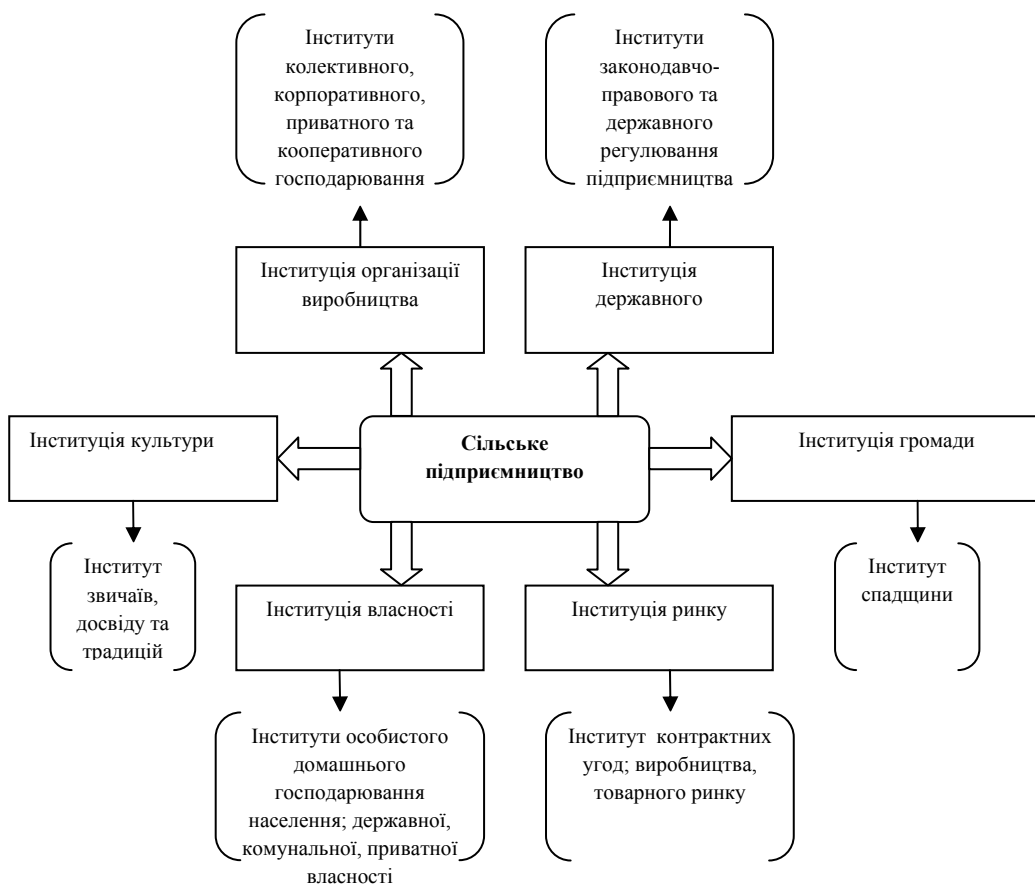 Інститути
колективного,
корпоративного,
приватного та
кооперативного
господарювання
Інститути
законодавчо-
правового та
державного
регулювання
підприємництва
Інституція організації
виробництва
Інституція
державного
Інституція культури
Сільське
підприємництво
Інституція громади
Інститут
звичаїв,
досвіду та
традицій
Інституція власності
Інституція ринку
Інститут
спадщини
Інститути особистого
домашнього
господарювання
населення; державної,
комунальної, приватної
власності
Інститут контрактних
угод; виробництва,
товарного ринку